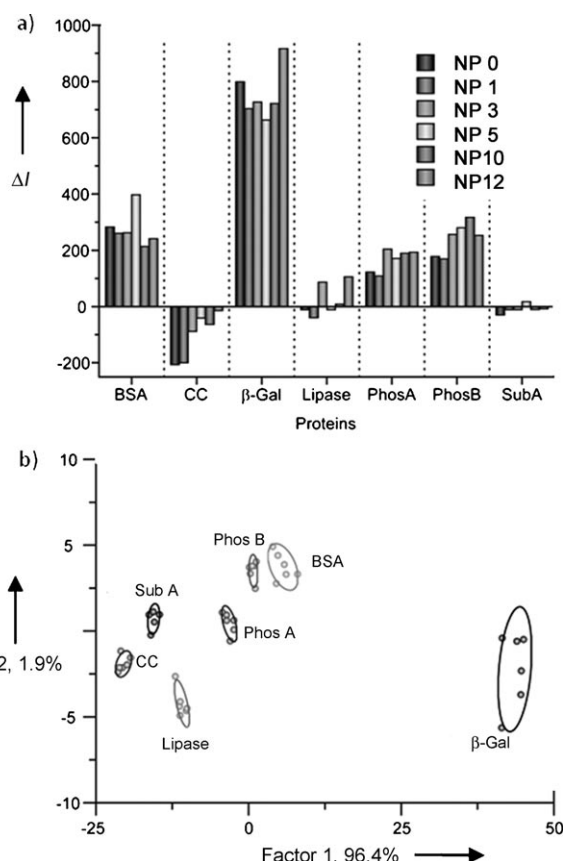 a)
1000
800
600
400
200
0
-200
ΔI
NP 0
NP 1
NP 3
NP 5
NP10
NP12
BSA CC β-Gal Lipase PhosA PhosB SubA
Proteins
b)
10
5
-5
-10
2, 1.9%
Phos B
BSA
Sub A
Phos A
CC
Lipase
β-Gal
-25 0 25 50
Factor 1, 96.4%